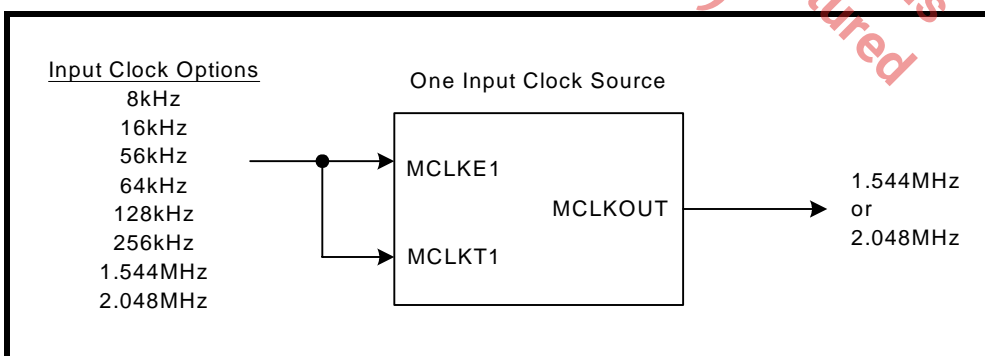 Input Clock Options
8kHz
16kHz
56kHz
64kHz
128kHz
256kHz
1.544MHz
2.048MHz
One Input Clock Source
MCLKE1
MCLKT1
MCLKOUT
1.544MHz
or
2.048MHz